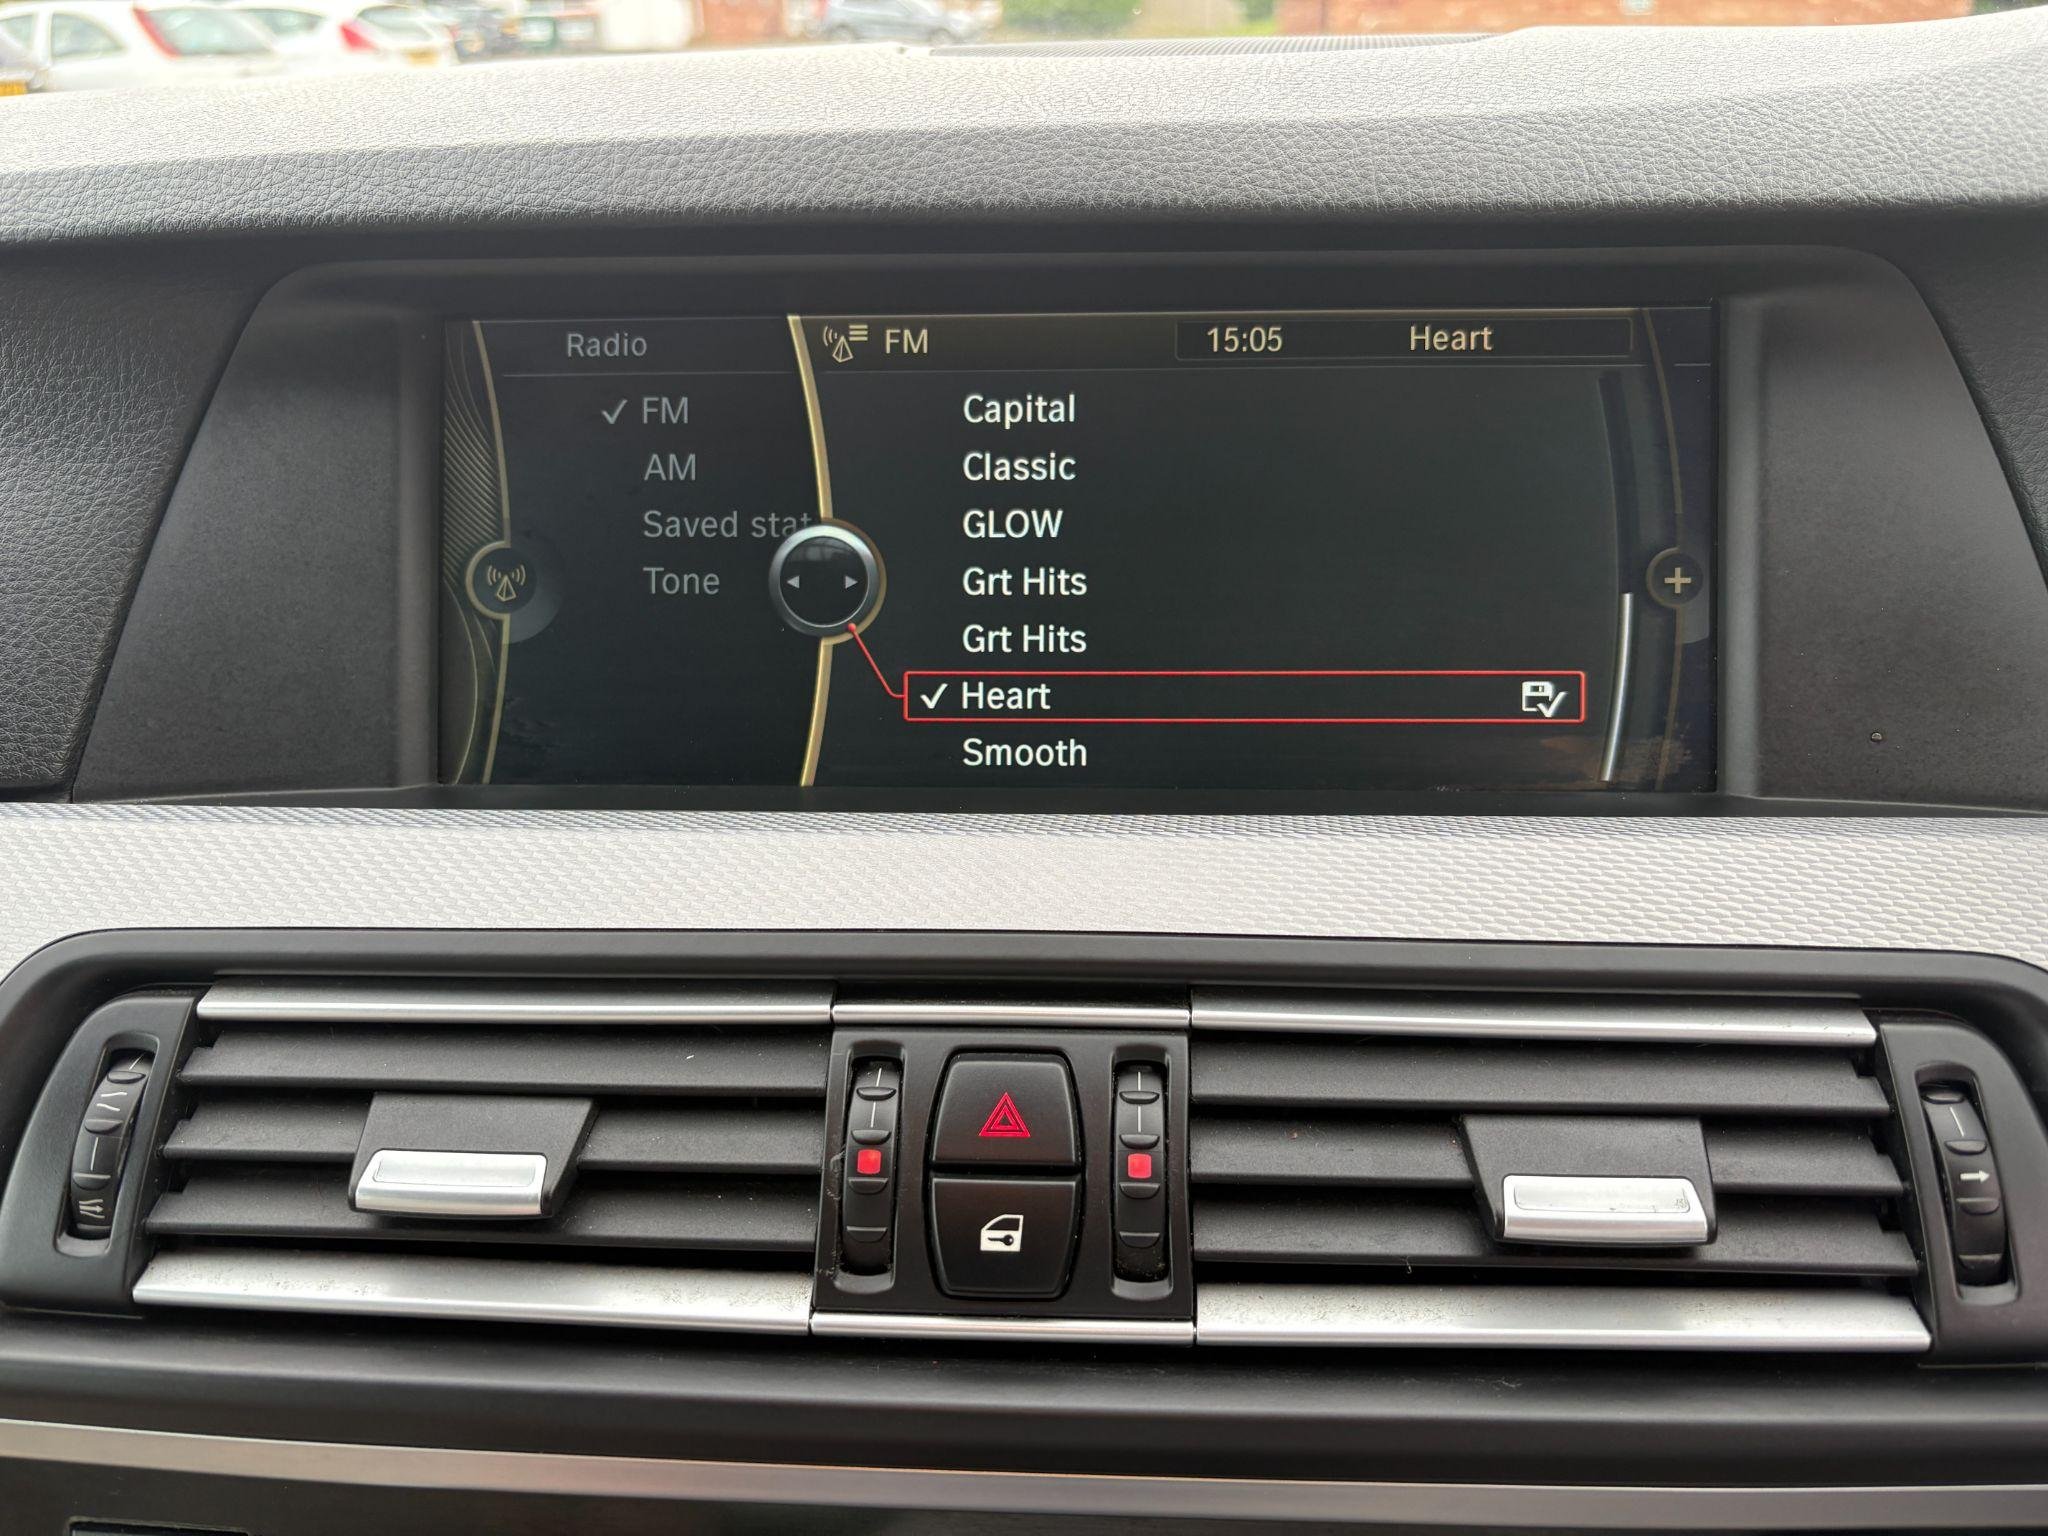 Radio
FM
AM
Saved stat
Tone
FM
15:05
Heart
Capital
Classic
GLOW
Grt Hits
Grt Hits
Heart
Smooth